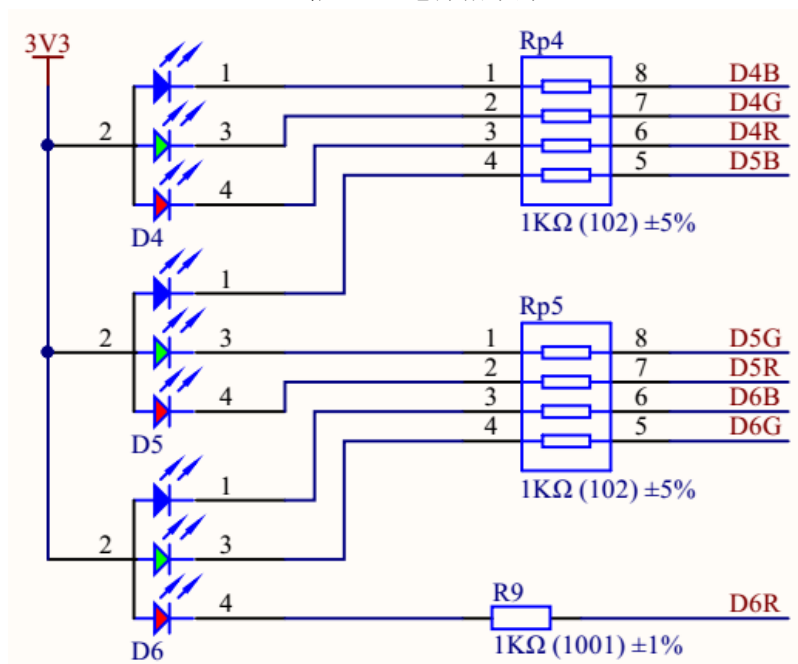 3V3
Rp4
1 1 8 D4B
2 7 D4G
2 3 3 6 D4R
4 5 D5B
4
D4 1KΩ (102) ±5%
1
Rp5
2 3 1 8 D5G
2 7 D5R
4 3 6 D6B
D5 4 5 D6G
1 1KΩ (102) ±5%
2 3
R9
4 D6R
D6 1KΩ (1001) ±1%